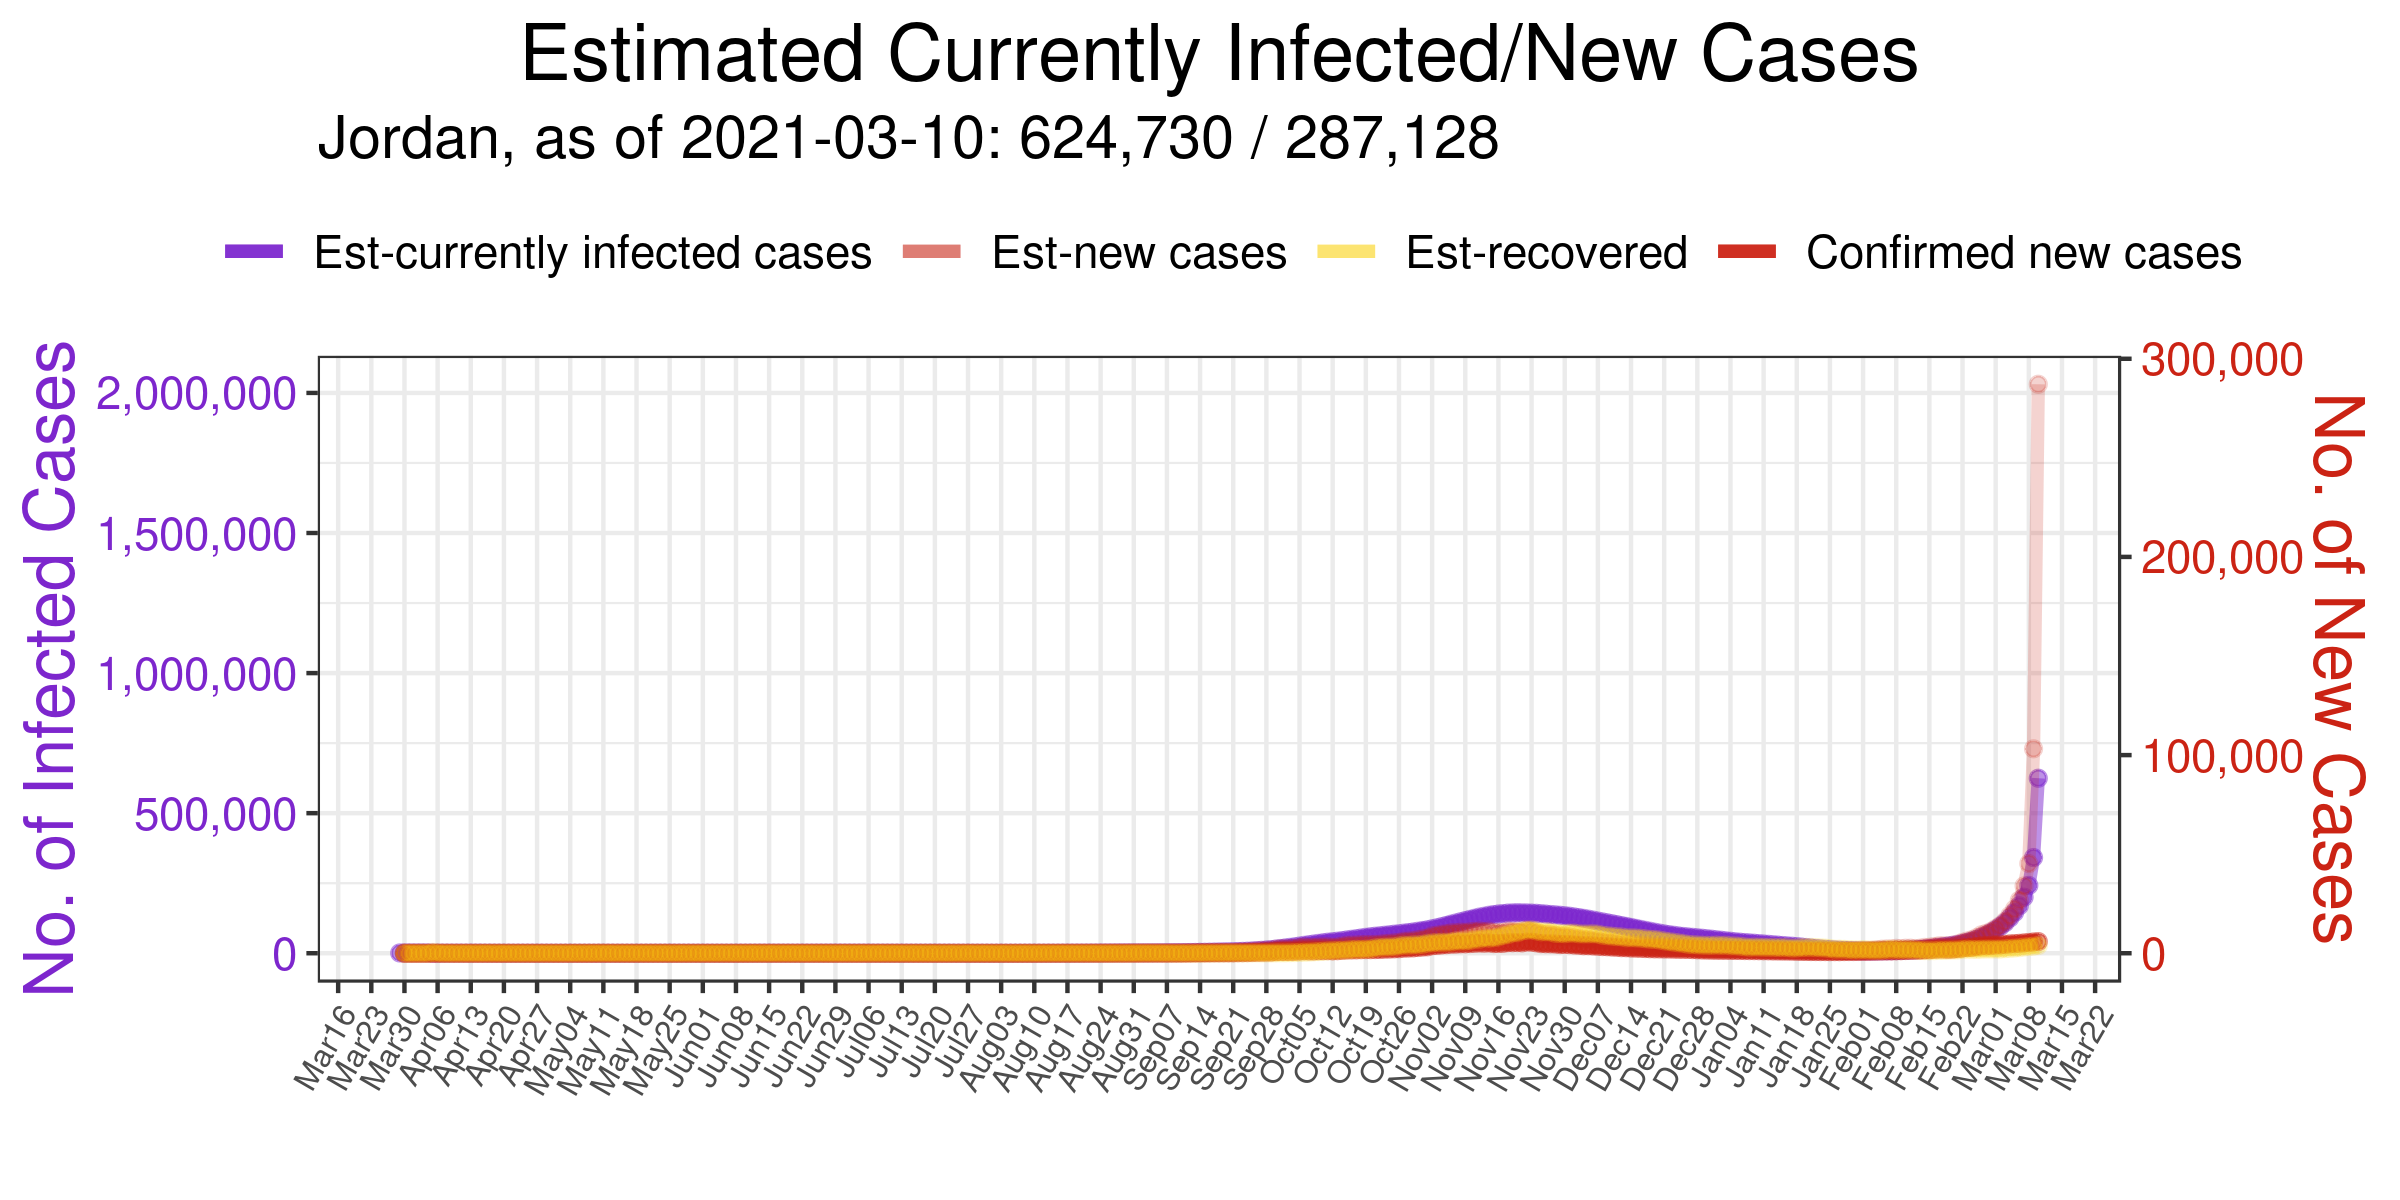 Estimated Currently Infected/New Cases
Jordan, as of 2021-03-10: 624,730 / 287,128
Est-currently infected cases Est-new cases Est-recovered Confirmed new cases
No. of Infected Cases
2,000,000
1,500,000
1,000,000
500,000
0
300,000
200,000
100,000
0
No. of New Cases
Mar16 Mar23 Mar30 Apr06 Apr13 Apr20 Apr27 May04 May11 May18 May25 Jun01 Jun08 Jun15 Jun22 Jun29 Jul06 Jul13 Jul20 Jul27 Aug03 Aug10 Aug17 Aug24 Aug31 Sep07 Sep14 Sep21 Sep28 Oct05 Oct12 Oct19 Oct26 Nov02 Nov09 Nov16 Nov23 Nov30 Dec07 Dec14 Dec21 Dec28 Jan04 Jan11 Jan18 Jan25 Feb01 Feb08 Feb15 Feb22 Mar01 Mar08 Mar15 Mar22